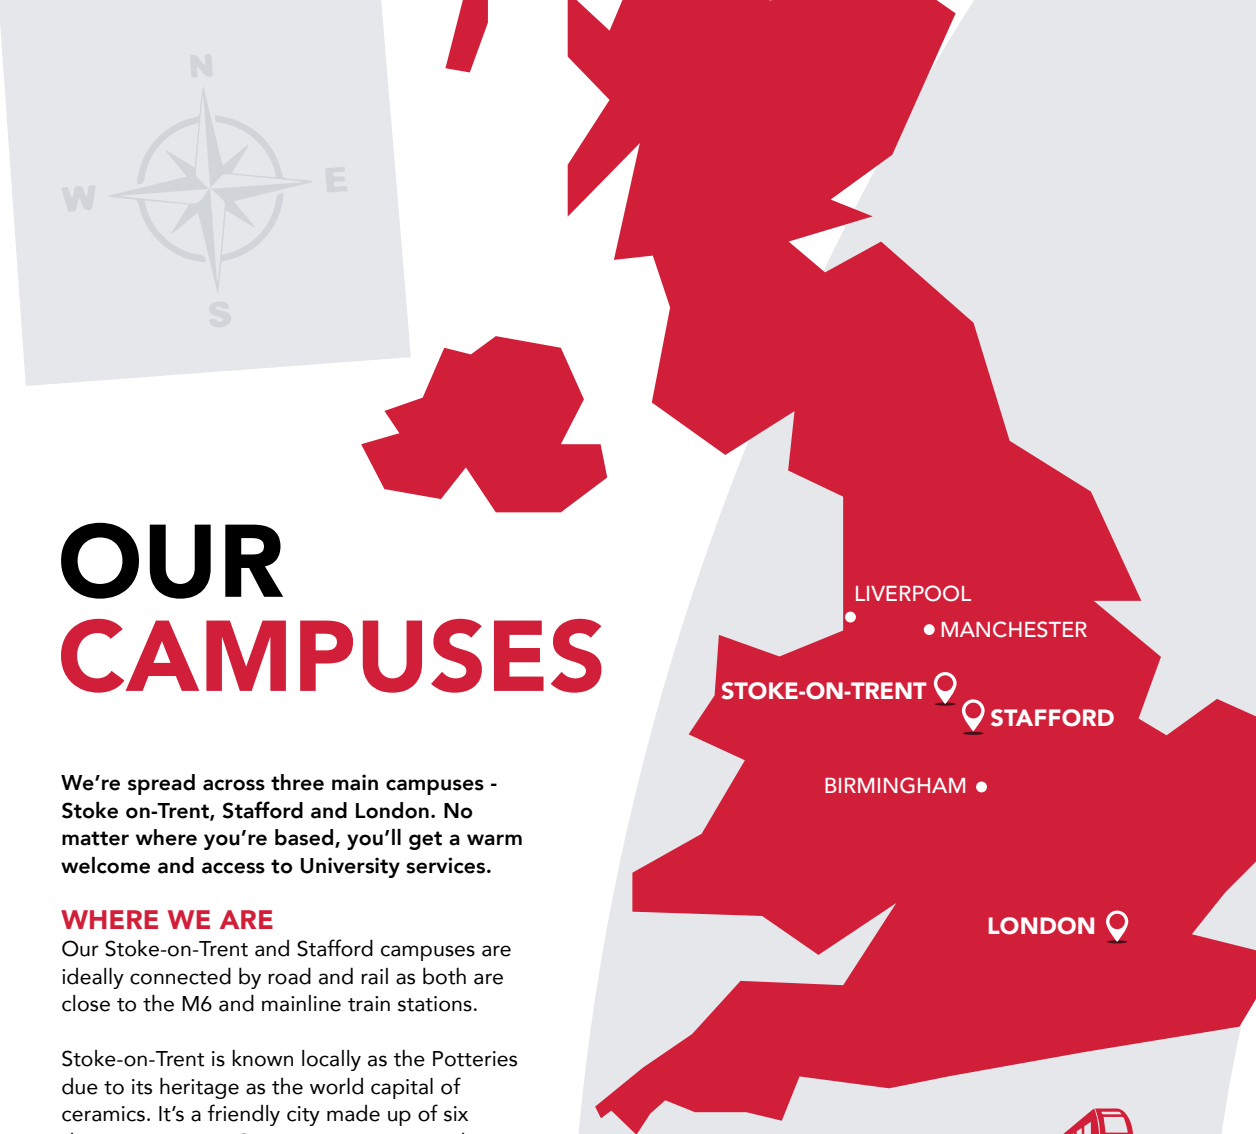 N
W
E
S
OUR
CAMPUSES
We’re spread across three main campuses -
Stoke on-Trent, Stafford and London. No
matter where you’re based, you’ll get a warm
welcome and access to University services.
WHERE WE ARE
Our Stoke-on-Trent and Stafford campuses are
ideally connected by road and rail as both are
close to the M6 and mainline train stations.
Stoke-on-Trent is known locally as the Potteries
due to its heritage as the world capital of
ceramics. It’s a friendly city made up of six
LIVERPOOL
MANCHESTER
STOKE-ON-TRENT
STAFFORD
BIRMINGHAM
LONDON